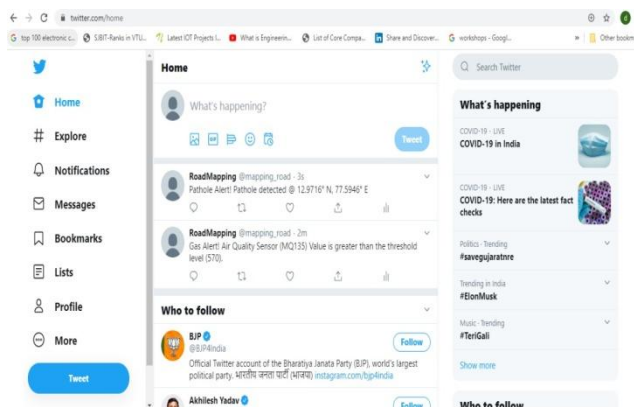 twitter.com/home
top 100 electronic c...
SJBIT-Ranks in VTU...
Latest IOT Projects I...
What is Engineerin...
List of Core Compa...
Share and Discover...
workshops - Googl...
Other bookm
Home
Explore
Notifications
Messages
Bookmarks
Lists
Profile
More
Tweet
Home
What's happening?
GIF
Tweet
RoadMapping @mapping_road · 3s
Pathole Alert! Pathole detected @ 12.9716° N, 77.5946° E
RoadMapping @mapping_road · 2m
Gas Alert! Air Quality Sensor (MQ135) Value is greater than the threshold
level (570).
Who to follow
BJP
@BJP4India
Follow
Official Twitter account of the Bharatiya Janata Party (BJP), world's largest
political party. भारतीय जनता पार्टी (भाजपा) instagram.com/bjp4india
Akhilesh Yadav
Follow
Search Twitter
What's happening
COVID-19 · LIVE
COVID-19 in India
COVID-19 · LIVE
COVID-19: Here are the latest fact
checks
Politics · Trending
#savegujaratnre
Trending in India
#ElonMusk
Music · Trending
#TeriGali
Show more
Who to follow